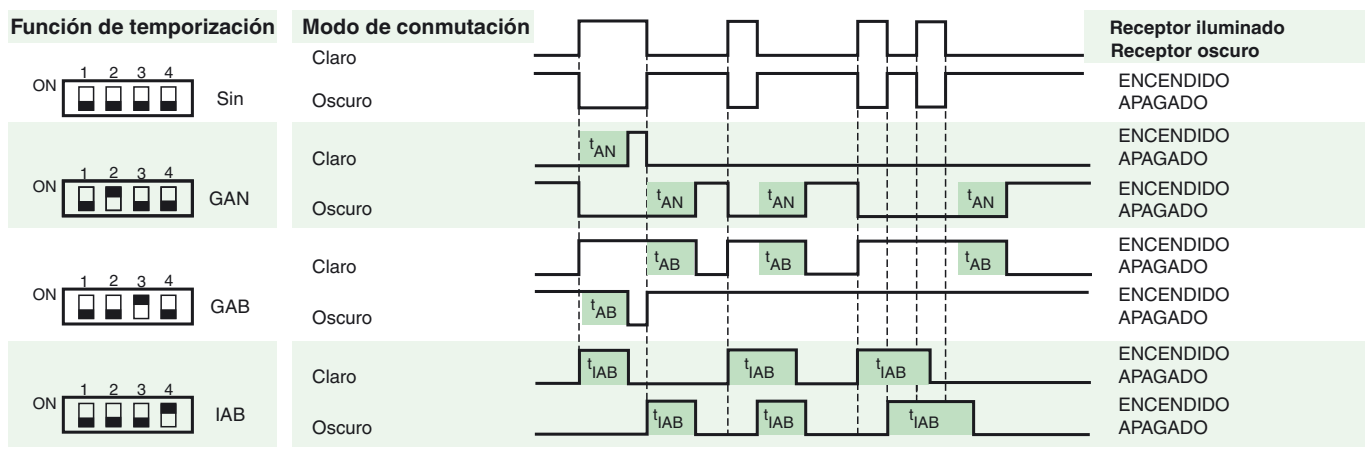 Función de temporización Modo de conmutación Receptor iluminado
Claro Receptor oscuro
ON 1 2 3 4 Sin
Oscuro ENCENDIDO
APAGADO
ENCENDIDO
Claro tAN APAGADO
ON 1 2 3 4 GAN
Oscuro tAN tAN tAN ENCENDIDO
APAGADO
ENCENDIDO
Claro tAB tAB tAB APAGADO
ON 1 2 3 4 GAB
Oscuro tAB ENCENDIDO
APAGADO
ENCENDIDO
Claro tIAB tIAB tIAB APAGADO
ON 1 2 3 4 IAB
Oscuro tIAB tIAB tIAB ENCENDIDO
APAGADO